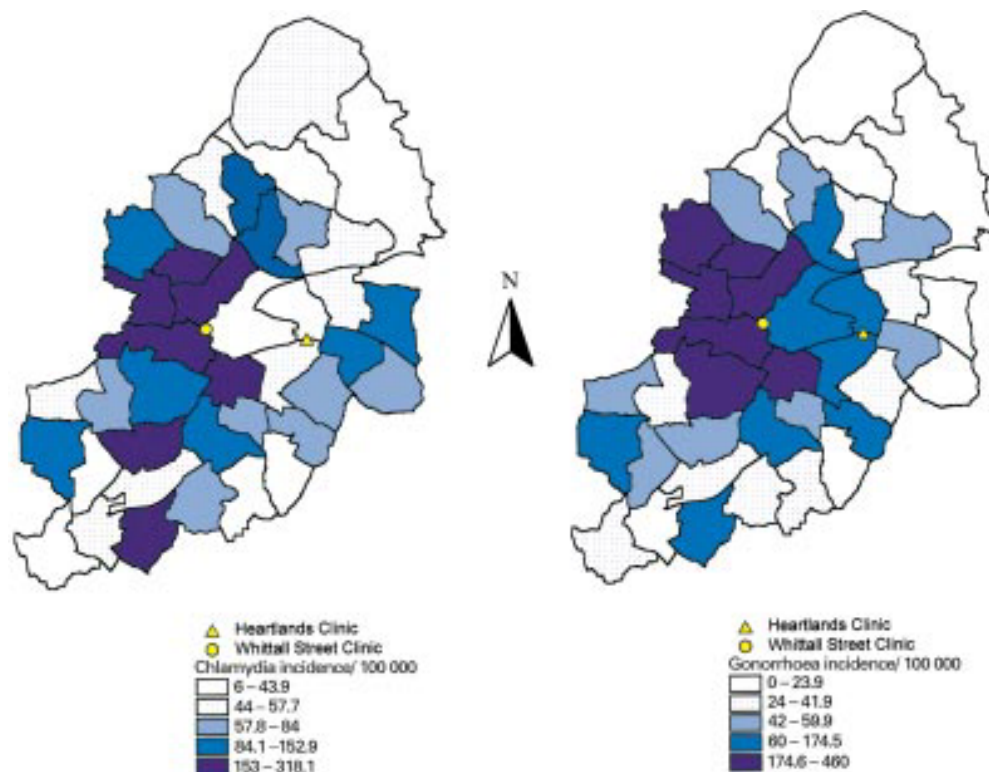 N
Heartlands Clinic
Whittall Street Clinic
Chlamydia incidence/ 100 000
6 – 43.9
44 – 57.7
57.8 – 84
84.1 – 152.9
153 – 318.1
Heartlands Clinic
Whittall Street Clinic
Gonorrhoea incidence/ 100 000
0 – 23.9
24 – 41.9
42 – 59.9
60 – 174.5
174.6 – 460